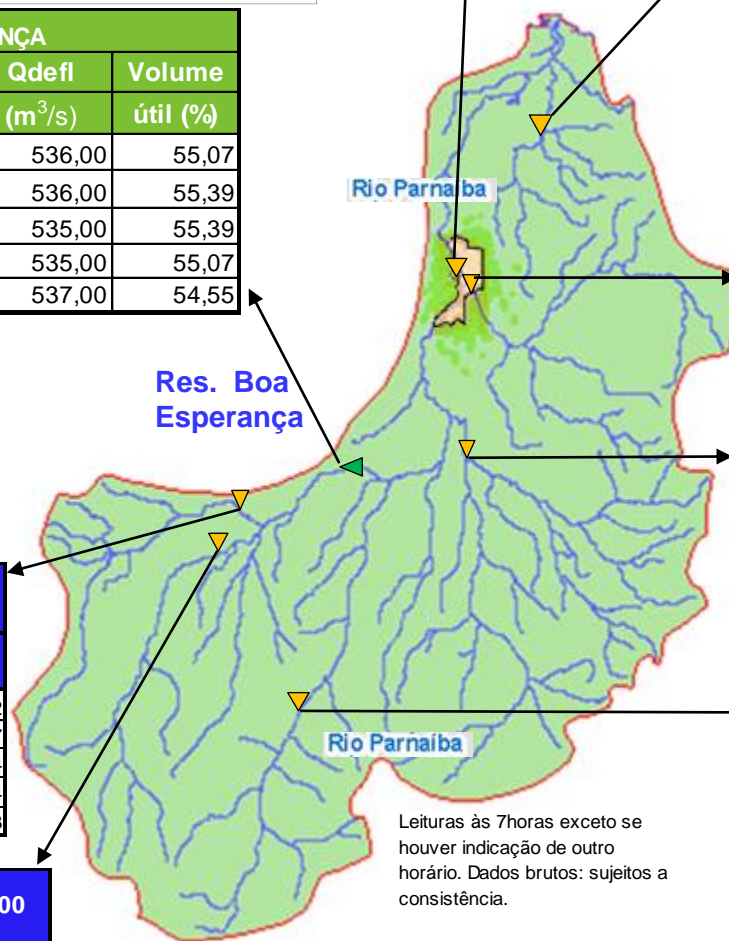 NÇA
Qdefl Volume
(m³/s) útil (%)
536,00 55,07
536,00 55,39
535,00 55,39
535,00 55,07
537,00 54,55
Rio Parnaíba
Res. Boa
Esperança
Rio Parnaíba
Leituras às 7horas exceto se
houver indicação de outro
horário. Dados brutos: sujeitos a
consistência.
00